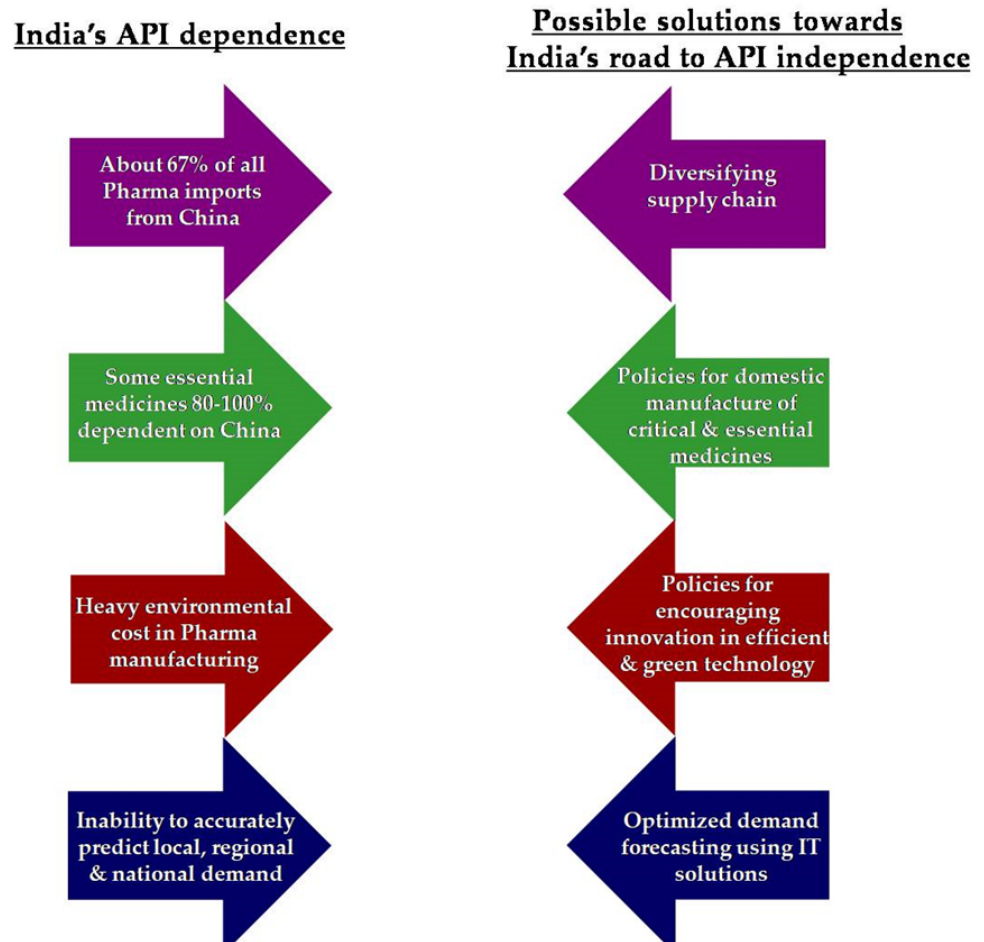 India's API dependence
About 67% of all
Pharma imports
from China
Some essential
medicines 80-100%
dependent on China
Heavy environmental
cost in Pharma
manufacturing
Inability to accurately
predict local, regional
& national demand
Possible solutions towards
India's road to API independence
Diversifying
supply chain
Policies for domestic
manufacture of
critical & essential
medicines
Policies for
encouraging
innovation in efficient
& green technology
Optimized demand
forecasting using IT
solutions